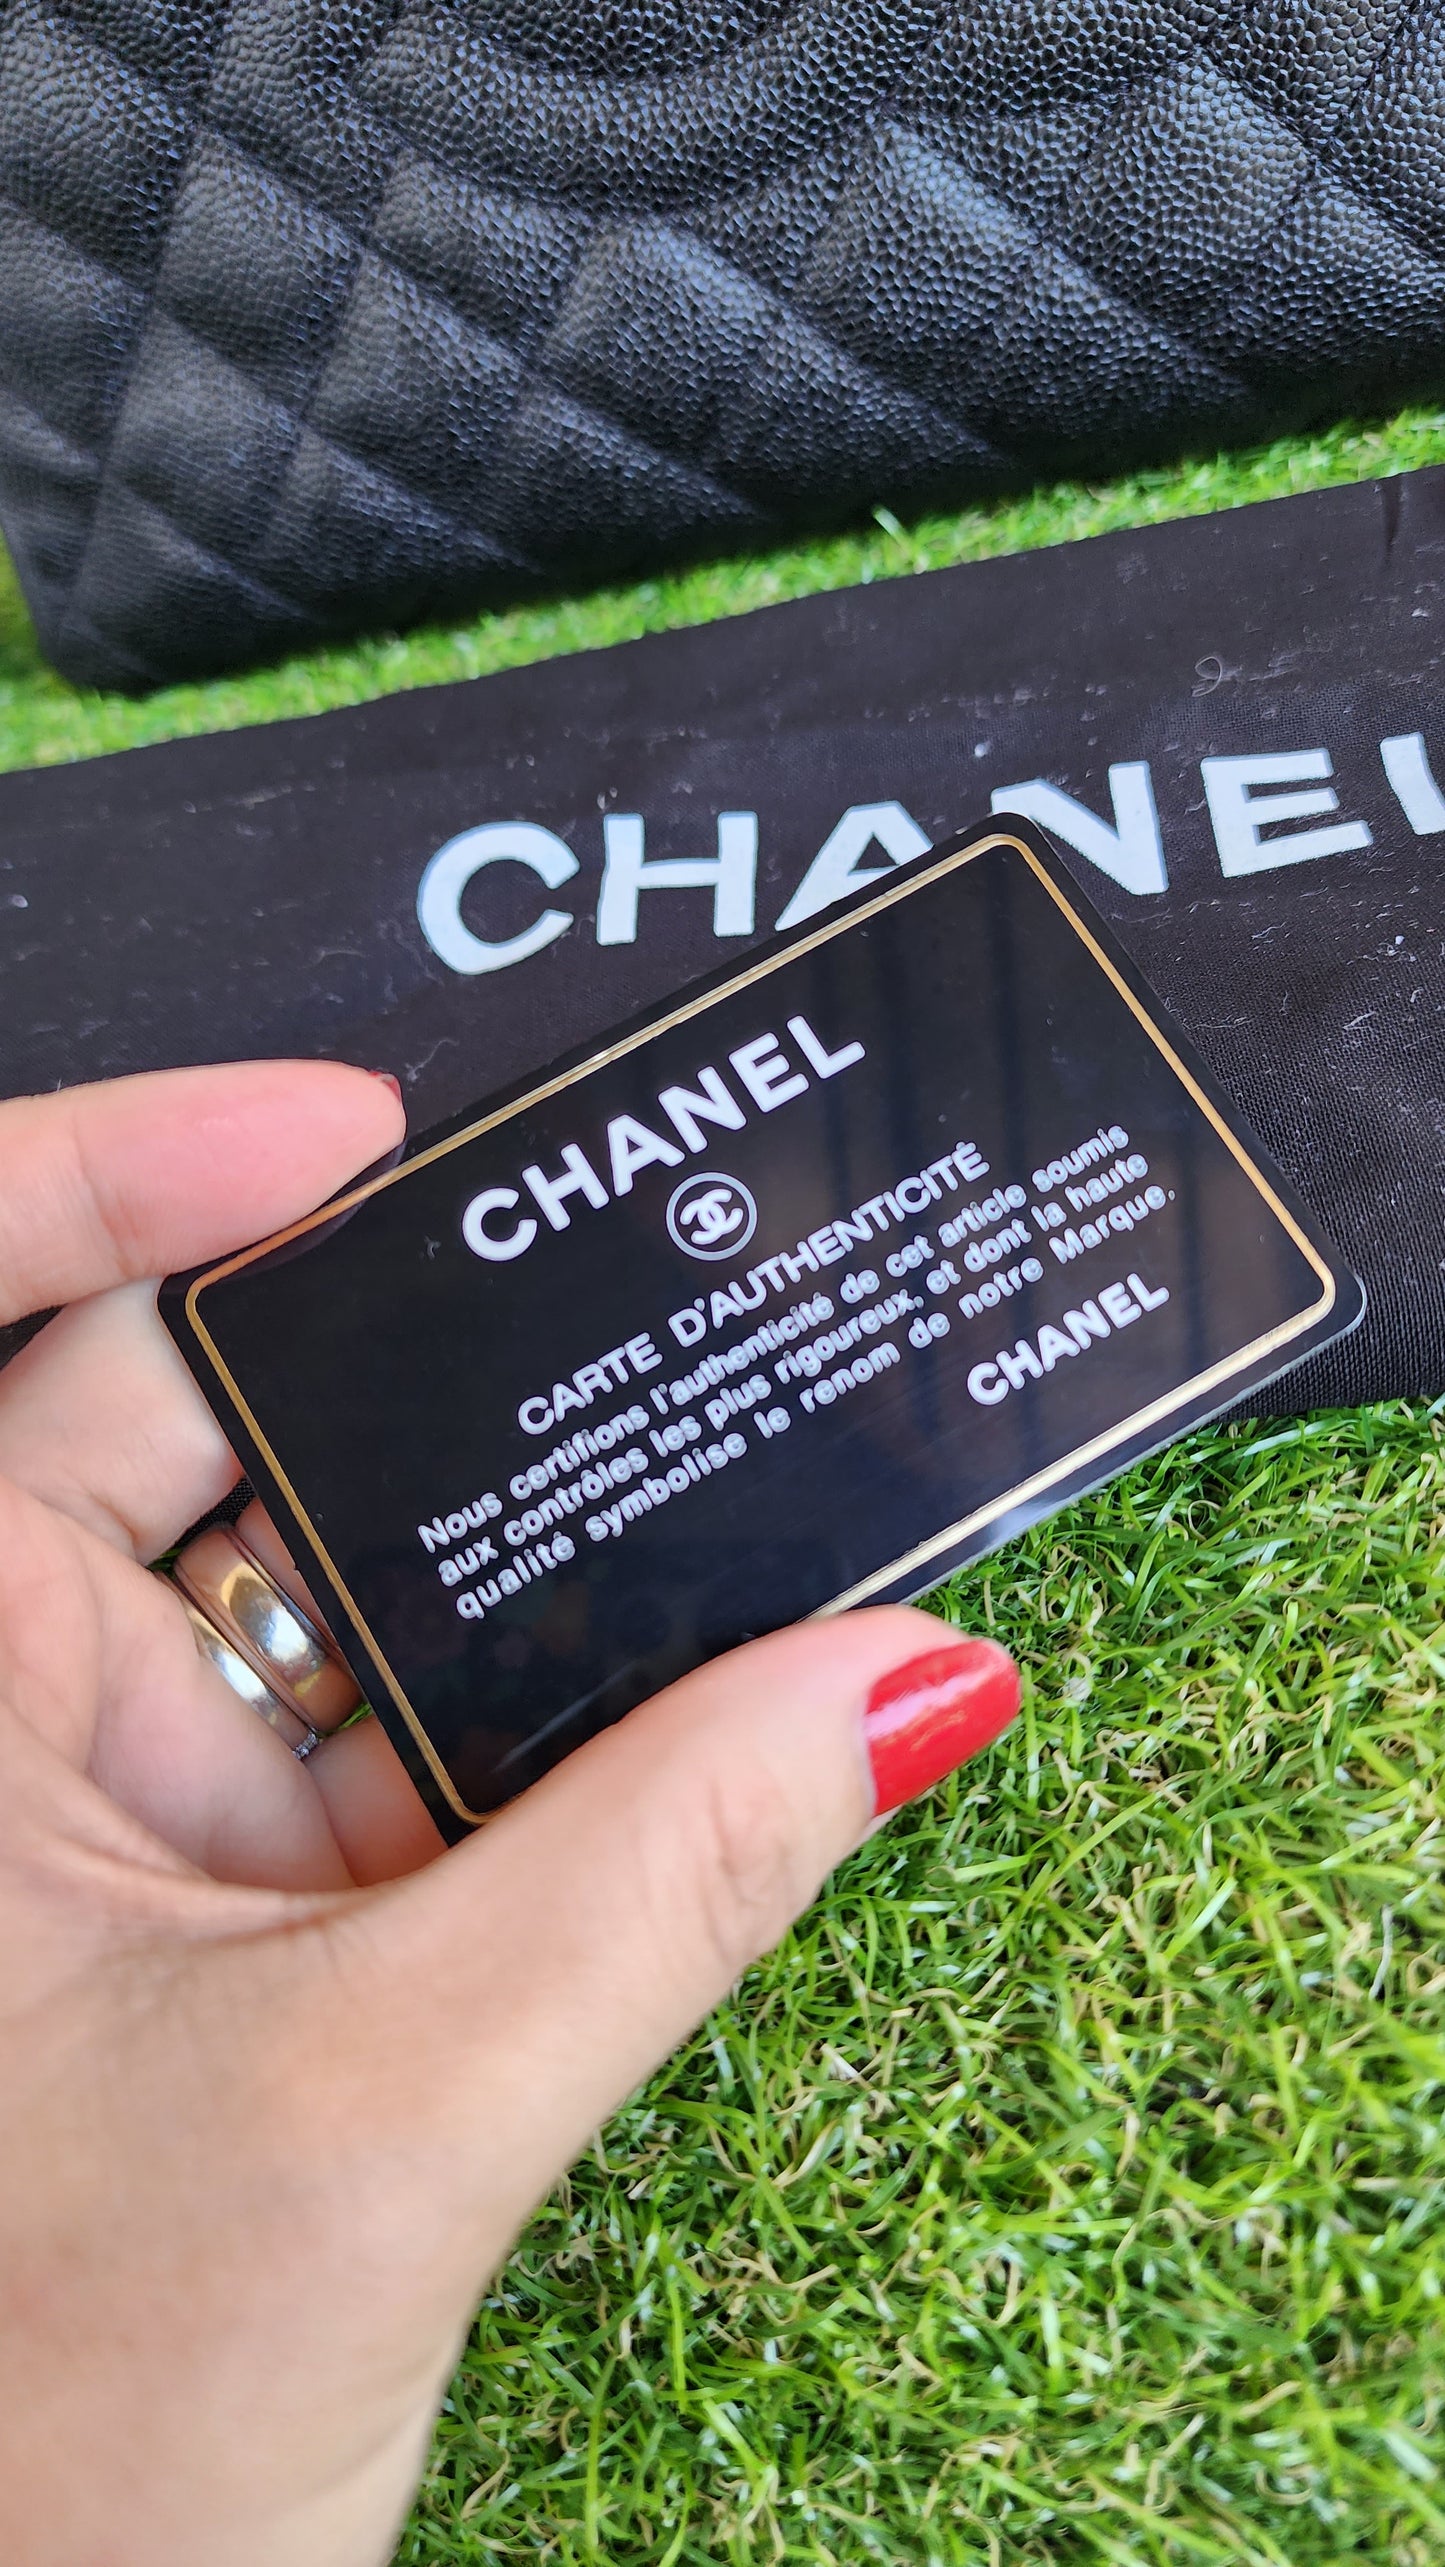 CHANEL
CHANEL
CARTE D'AUTHENTICITÉ
Nous certifions l'authenticité de cet article soumis
aux contrôles les plus rigoureux, et dont la haute
qualité symbolise le renom de notre Marque.
CHANEL